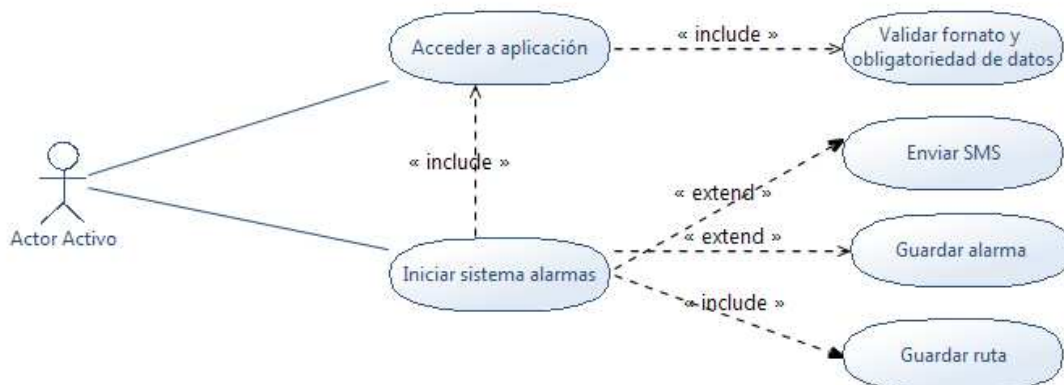 Acceder a aplicación
« include »
Validar fornato y
obligatoriedad de datos
« include »
Enviar SMS
« extend »
Actor Activo
« extend »
Guardar alarma
Iniciar sistema alarmas
« include »
Guardar ruta